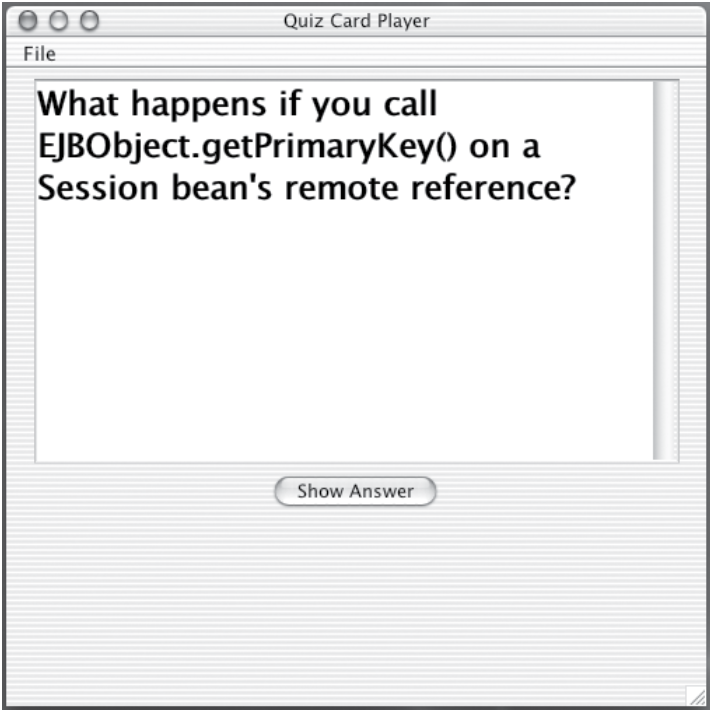 Quiz Card Player
File
What happens if you call
EJBObject.getPrimaryKey() on a
Session bean's remote reference?
Show Answer